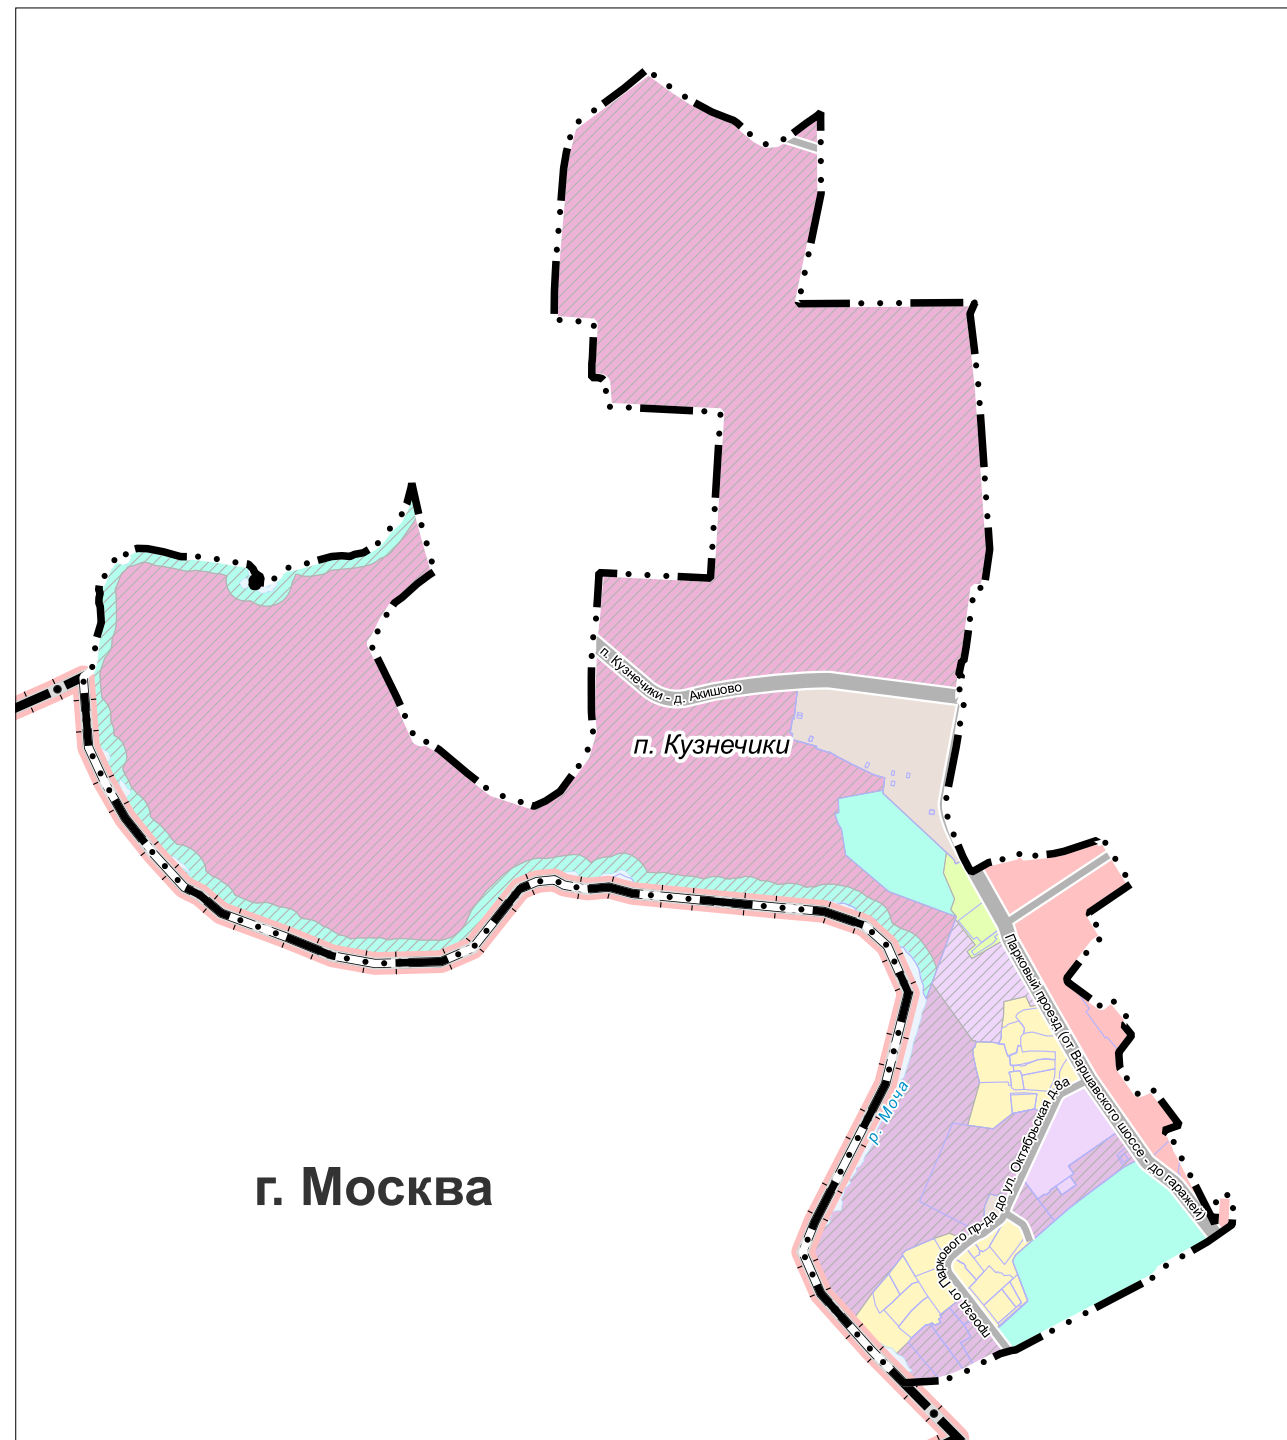 п. Кузнечики - д. Акишово
п. Кузнечики
Парковый проезд (от Варшавского шоссе - до гаражей)
р. Моча
проезд от Паркового пр-да до ул. Октябрьская д.8а
г. Москва